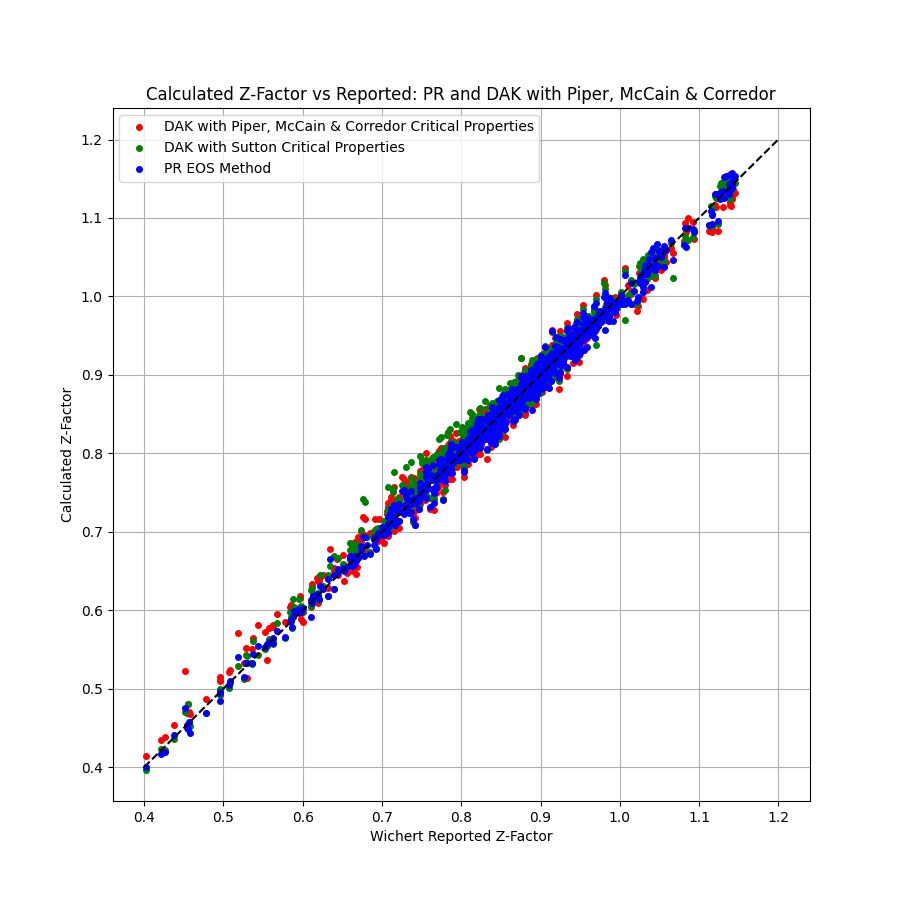 Calculated Z-Factor vs Reported: PR and DAK with Piper, McCain & Corredor
DAK with Piper, McCain & Corredor Critical Properties
DAK with Sutton Critical Properties
PR EOS Method
1.2
1.1
1.0
0.9
0.8
0.7
0.6
0.5
0.4
Calculated Z-Factor
0.4 0.5 0.6 0.7 0.8 0.9 1.0 1.1 1.2
Wichert Reported Z-Factor